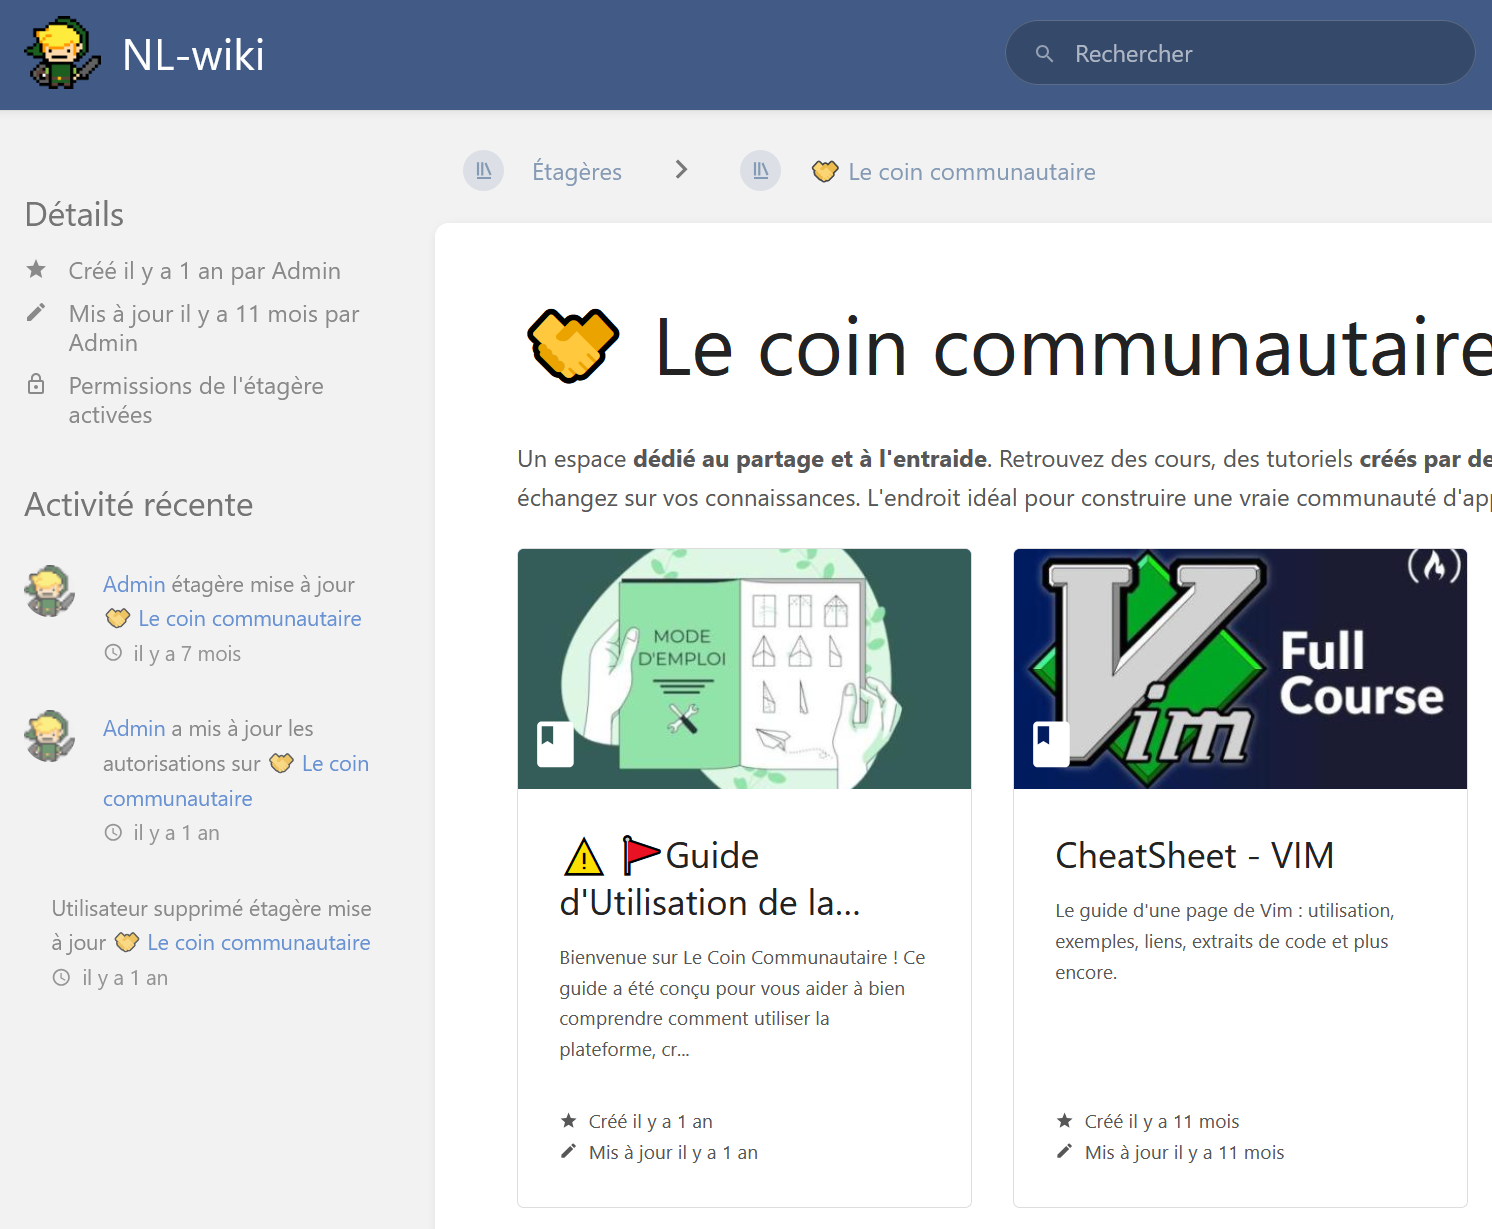 NL-wiki
Rechercher
Étagères
Le coin communautaire
Détails
Créé il y a 1 an par Admin
Mis à jour il y a 11 mois par
Admin
Permissions de l'étagère
activées
Activité récente
Admin étagère mise à jour
Le coin communautaire
il y a 7 mois
Admin a mis à jour les
autorisations sur Le coin
communautaire
il y a 1 an
Utilisateur supprimé étagère mise
à jour Le coin communautaire
il y a 1 an
Le coin communautaire
Un espace dédié au partage et à l'entraide. Retrouvez des cours, des tutoriels créés par de
échangez sur vos connaissances. L'endroit idéal pour construire une vraie communauté d'app
MODE
D'EMPLOI
Guide
d'Utilisation de la...
Bienvenue sur Le Coin Communautaire ! Ce
guide a été conçu pour vous aider à bien
comprendre comment utiliser la
plateforme, cr...
Créé il y a 1 an
Mis à jour il y a 1 an
Vim
Full
Course
CheatSheet - VIM
Le guide d'une page de Vim : utilisation,
exemples, liens, extraits de code et plus
encore.
Créé il y a 11 mois
Mis à jour il y a 11 mois